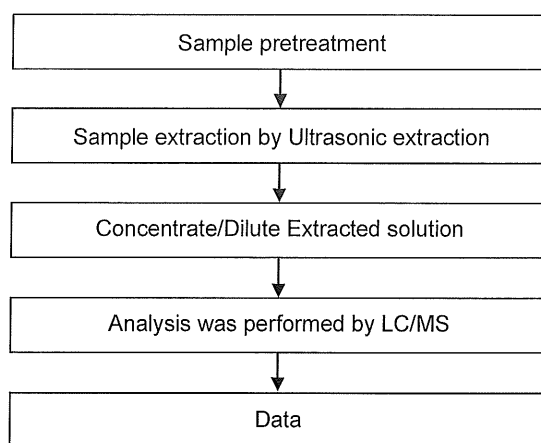 Sample pretreatment
Sample extraction by Ultrasonic extraction
Concentrate/Dilute Extracted solution
Analysis was performed by LC/MS
Data